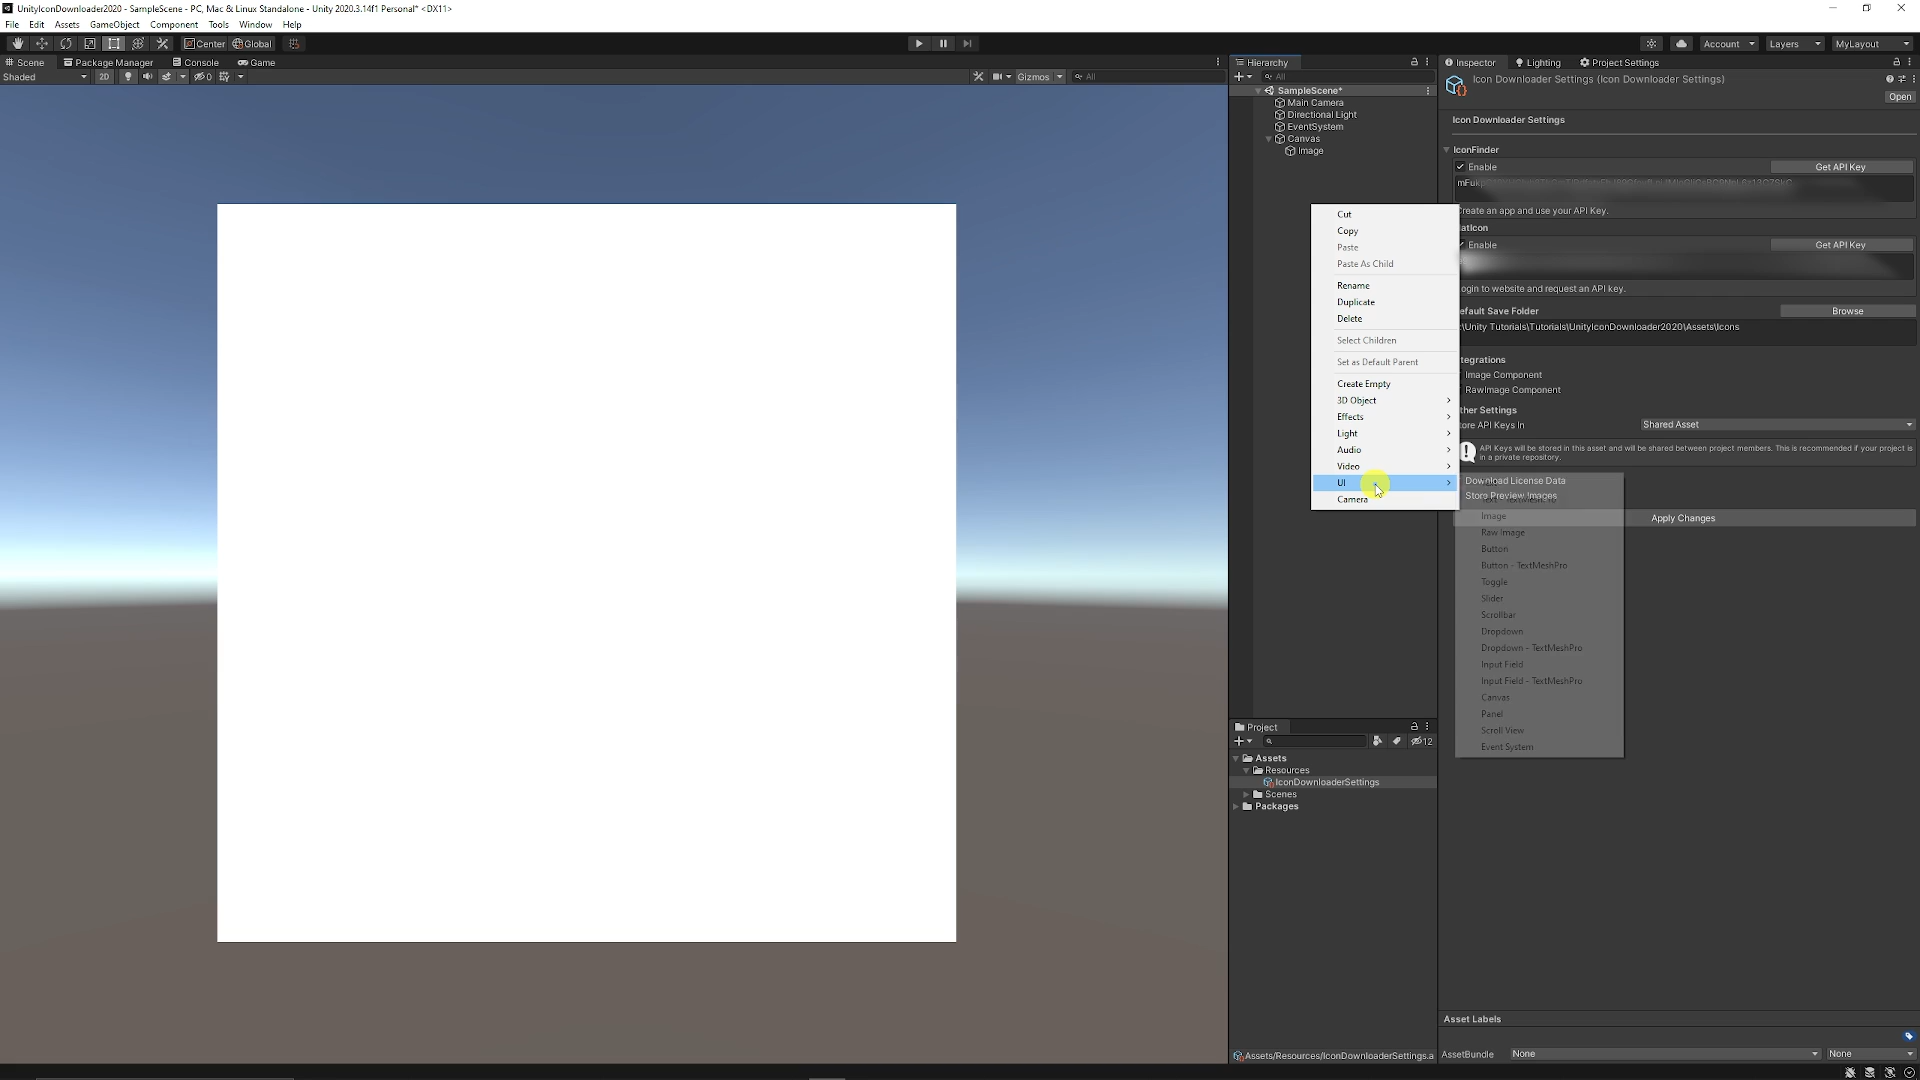 UnityIconDownloader2020 - SampleScene - PC, Mac & Linux Standalone - Unity 2020.3.14f1 Personal* <DX11>
File Edit Assets GameObject Component Tools Window Help
Center Global
Account Layers MyLayout
Scene Package Manager Console Game
Shaded 2D 0 Gizmos All
Hierarchy
All
SampleScene*
Main Camera
Directional Light
EventSystem
Canvas
Image
Cut
Copy
Paste
Paste As Child
Rename
Duplicate
Delete
Select Children
Set as Default Parent
Create Empty
3D Object
Effects
Light
Audio
Video
UI
Camera
Image
Raw Image
Button
Button - TextMeshPro
Toggle
Slider
Scrollbar
Dropdown
Dropdown - TextMeshPro
Input Field
Input Field - TextMeshPro
Canvas
Panel
Scroll View
Event System
Project
12
Assets
Resources
IconDownloaderSettings
Scenes
Packages
Assets/Resources/IconDownloaderSettings.a
Inspector Lighting Project Settings
Icon Downloader Settings (Icon Downloader Settings)
Open
Icon Downloader Settings
IconFinder
Enable Get API Key
mFuk
reate an app and use your API Key.
latIcon
Enable Get API Key
ogin to website and request an API key.
efault Save Folder Browse
:\Unity Tutorials\Tutorials\UnityIconDownloader2020\Assets\Icons
tegrations
Image Component
RawImage Component
ther Settings
tore API Keys In Shared Asset
API Keys will be stored in this asset and will be shared between project members. This is recommended if your project is in a private repository.
Download License Data
Store Preview Images
Apply Changes
Asset Labels
AssetBundle None None